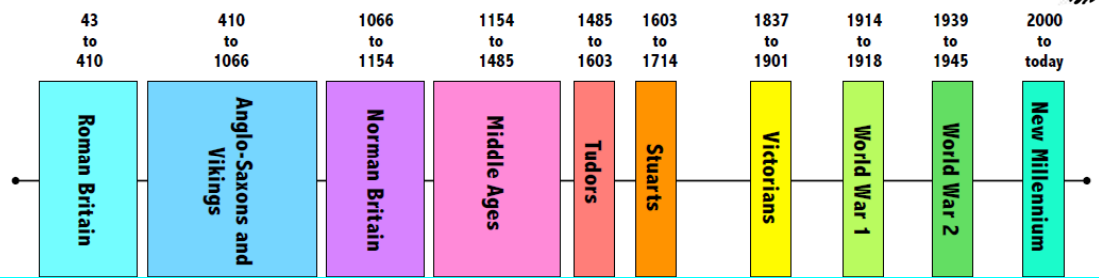 43
to
410
410
to
1066
1066
to
1154
1154
to
1485
1485
to
1603
1603
to
1714
1837
to
1901
1914
to
1918
1939
to
1945
2000
to
today
Roman Britain
Anglo-Saxons and
Vikings
Norman Britain
Middle Ages
Tudors
Stuarts
Victorians
World War 1
World War 2
New Millennium